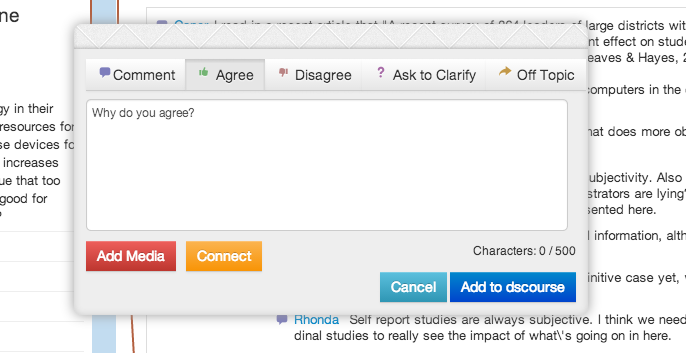 ne
gy in their
resources for
se devices fo
increases
ue that too
good for
?
I read in a recent article that "A recent survey of 364 leaders of large districts wit
nt effect on stude
eaves & Hayes, 2
computers in the
hat does more ob
ubjectivity. Also
strators are lying?
sented here.
l information, alth
initive case yet,
Rhonda Self report studies are always subjective. I think we need
dinal studies to really see the impact of what\'s going on in here.
Comment
Agree
Disagree
? Ask to Clarify
Off Topic
Why do you agree?
Add Media
Connect
Characters: 0 / 500
Cancel
Add to dscourse